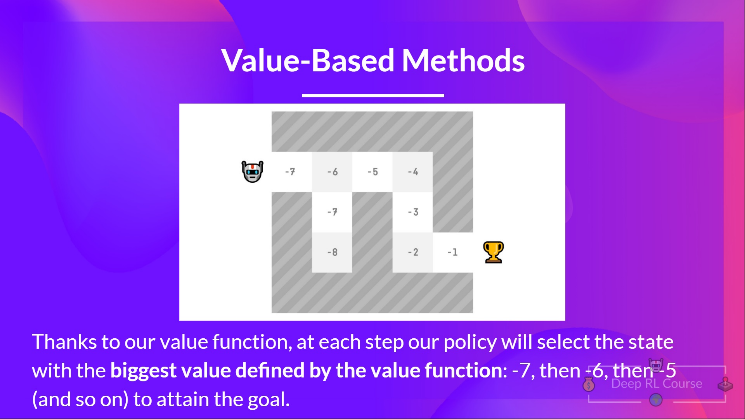 Value-Based Methods
-7 -6 -5 -4
-7 -3
-8 -2 -1
Thanks to our value function, at each step our policy will select the state
with the biggest value defined by the value function: -7, then -6, then -5
(and so on) to attain the goal.
Deep RL Course